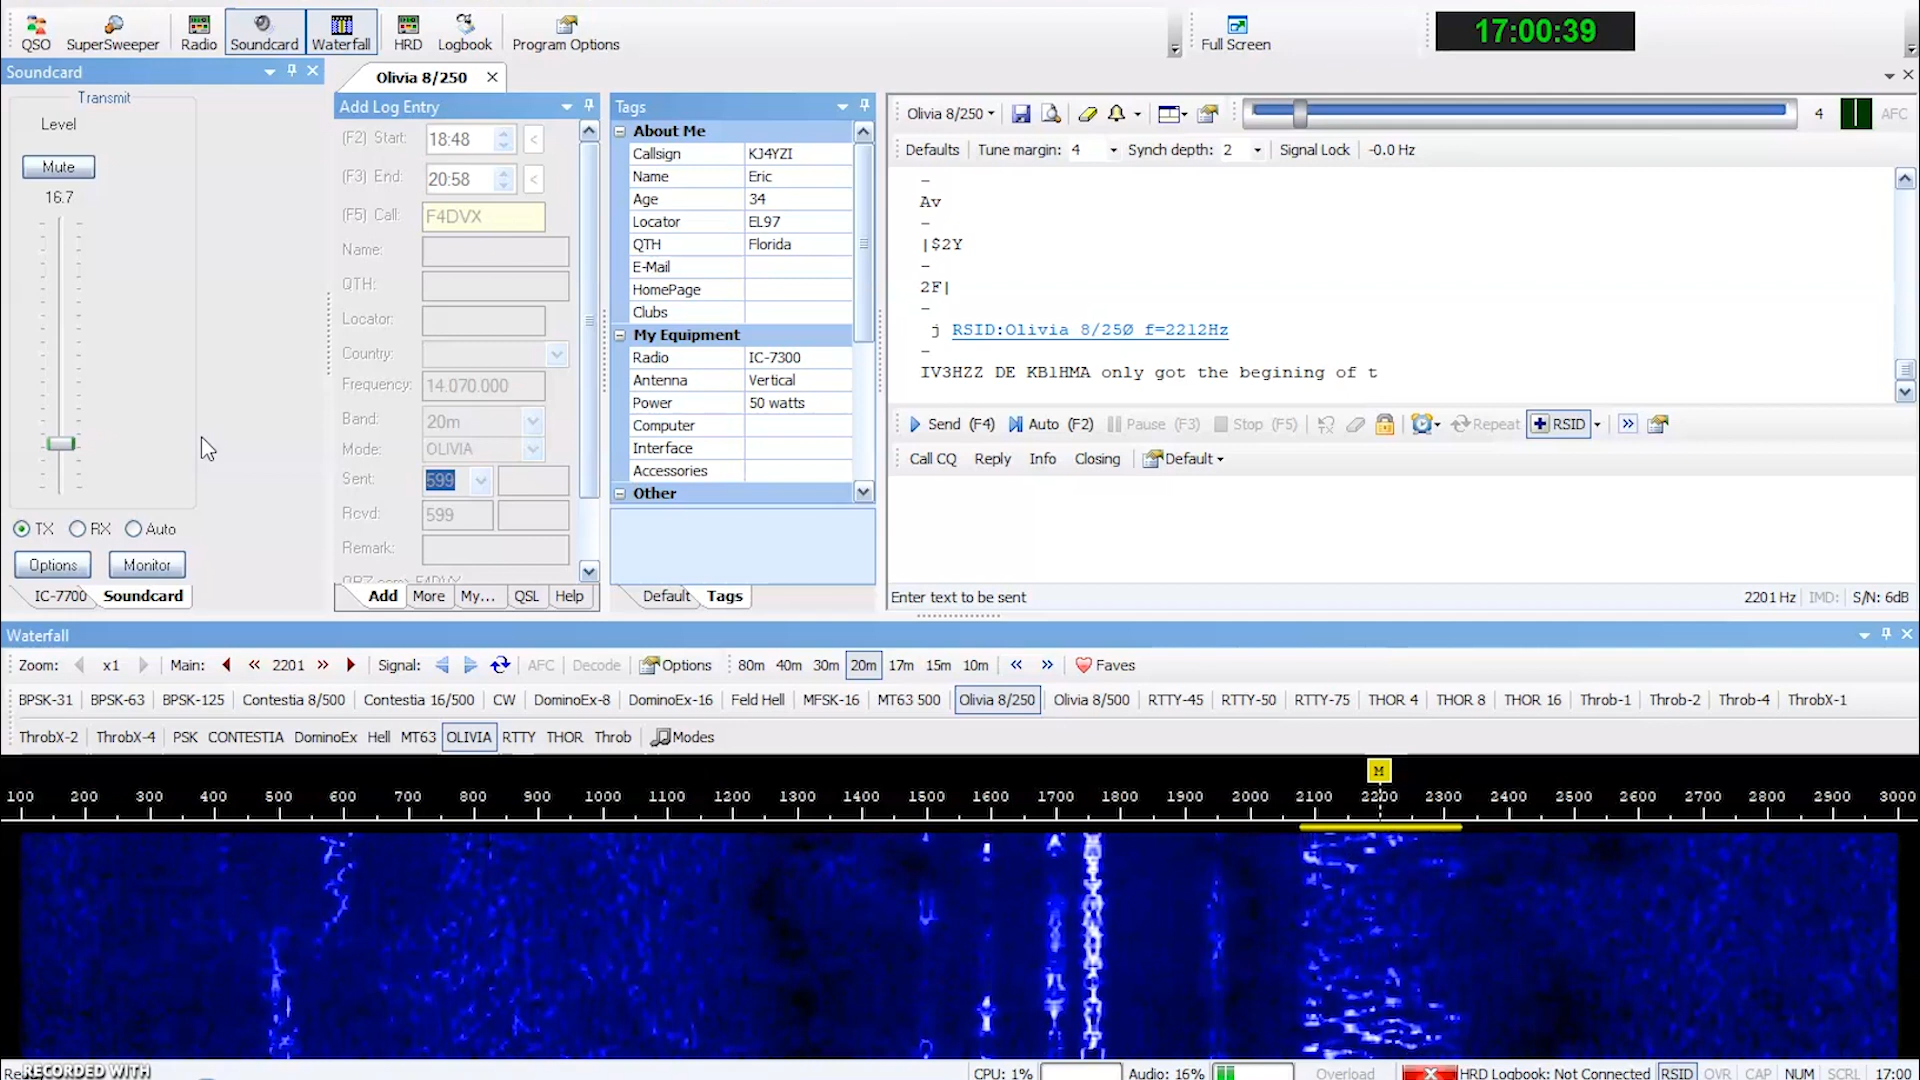 QSO SuperSweeper Radio Soundcard Waterfall HRD Logbook Program Options Full Screen 17:00:39
Soundcard
Transmit
Level
Mute
16.7
TX RX Auto
Options Monitor
IC-7700 Soundcard
Olivia 8/250
Add Log Entry
(F2) Start: 18:48 <
(F3) End: 20:58 <
(F5) Call: F4DVX
Name:
QTH:
Locator:
Country:
Frequency: 14.070.000
Band: 20m
Mode: OLIVIA
Sent: 599
Rcvd: 599
Remark:
Add More My... QSL Help
Tags
About Me
Callsign KJ4YZI
Name Eric
Age 34
Locator EL97
QTH Florida
E-Mail
HomePage
Clubs
My Equipment
Radio IC-7300
Antenna Vertical
Power 50 watts
Computer
Interface
Accessories
Other
Default Tags
Olivia 8/250 4 AFC
Defaults Tune margin: 4 Synch depth: 2 Signal Lock -0.0 Hz
–
Av
–
|$2Y
–
2F|
–
j RSID:Olivia 8/25Ø f=2212Hz
–
IV3HZZ DE KB1HMA only got the begining of t
Send (F4) Auto (F2) Pause (F3) Stop (F5) Repeat RSID
Call CQ Reply Info Closing Default
Enter text to be sent 2201 Hz IMD: S/N: 6dB
Waterfall
Zoom: x1 Main: 2201 Signal: AFC Decode Options 80m 40m 30m 20m 17m 15m 10m Faves
BPSK-31 BPSK-63 BPSK-125 Contestia 8/500 Contestia 16/500 CW DominoEx-8 DominoEx-16 Feld Hell MFSK-16 MT63 500 Olivia 8/250 Olivia 8/500 RTTY-45 RTTY-50 RTTY-75 THOR 4 THOR 8 THOR 16 Throb-1 Throb-2 Throb-4 ThrobX-1
ThrobX-2 ThrobX-4 PSK CONTESTIA DominoEx Hell MT63 OLIVIA RTTY THOR Throb Modes
M
100 200 300 400 500 600 700 800 900 1000 1100 1200 1300 1400 1500 1600 1700 1800 1900 2000 2100 2200 2300 2400 2500 2600 2700 2800 2900 3000
RECORDED WITH
CPU: 1% Audio: 16% Overload HRD Logbook: Not Connected RSID OVR CAP NUM SCRL 17:00